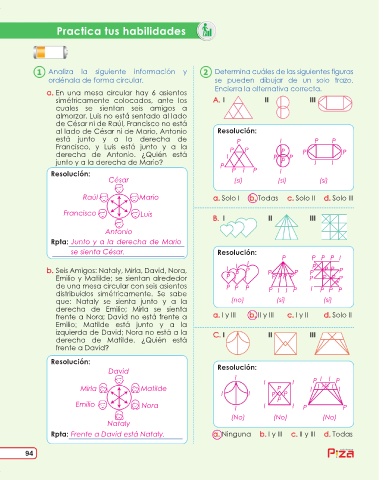 Practica tus habilidades
1 Analiza la siguiente información y
ordénala de forma circular.
a. En una mesa circular hay 6 asientos
simétricamente colocados, ante los
cuales se sientan seis amigos a
almorzar. Luis no está sentado al lado
de César ni de Raúl, Francisco no está
al lado de César ni de Mario, Antonio
está junto y a la derecha de
Francisco, y Luis está junto y a la
derecha de Antonio. ¿Quién está
junto y a la derecha de Mario?
Resolución:
César
Raúl Mario
Francisco Luis
Antonio
Rpta: Junto y a la derecha de Mario
se sienta César.
b. Seis Amigos: Nataly, Mirla, David, Nora,
Emilio y Matilde; se sientan alrededor
de una mesa circular con seis asientos
distribuidos simétricamente. Se sabe
que: Nataly se sienta junto y a la
derecha de Emilio; Mirla se sienta
frente a Nora; David no está frente a
Emilio; Matilde está junto y a la
izquierda de David; Nora no está a la
derecha de Matilde. ¿Quién está
frente a David?
Resolución:
David
Mirla Matilde
Emilio Nora
Nataly
Rpta: Frente a David está Nataly.
2 Determina cuáles de las siguientes figuras
se pueden dibujar de un solo trazo.
Encierra la alternativa correcta.
A. I II III
Resolución:
(si) (si) (si)
a. Solo I b. Todas c. Solo II d. Solo III
B. I II III
Resolución:
(no) (si) (si)
a. I y III b. II y III c. I y II d. Solo II
C. I II III
Resolución:
(No) (No) (No)
a. Ninguna b. I y III c. II y III d. Todas
94
Piza